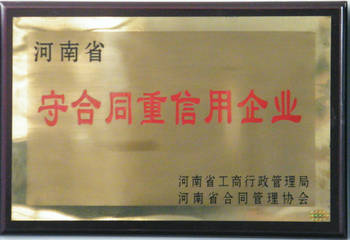 河南省
守合同重信用企业
河南省工商行政管理局
河南省合同管理协会